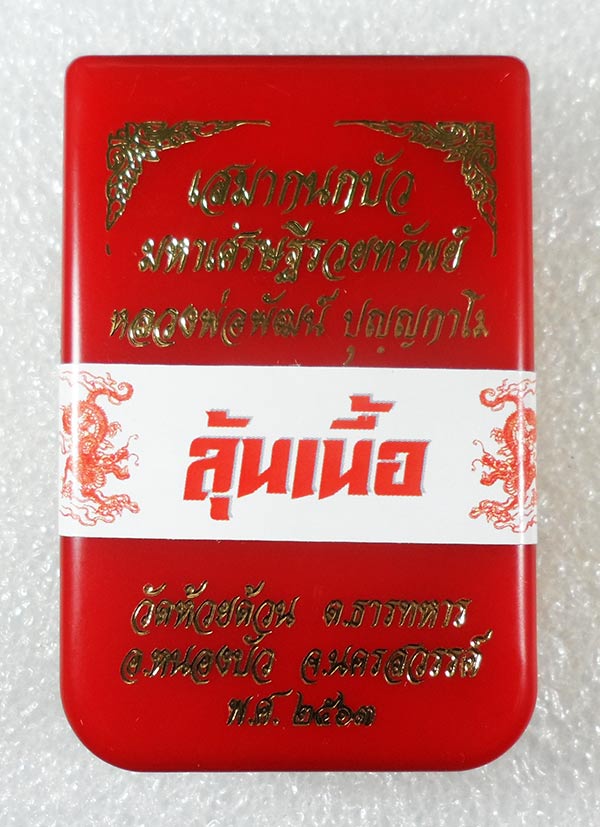 เสมากนกบัว
มหาเศรษฐีรวยทรัพย์
หลวงพ่อพัฒน์ ปุญญกาโม
ลุ้นเนื้อ
วัดห้วยด้วน ต.ธารทหาร
อ.หนองบัว จ.นครสวรรค์
พ.ศ. ๒๕๖๓